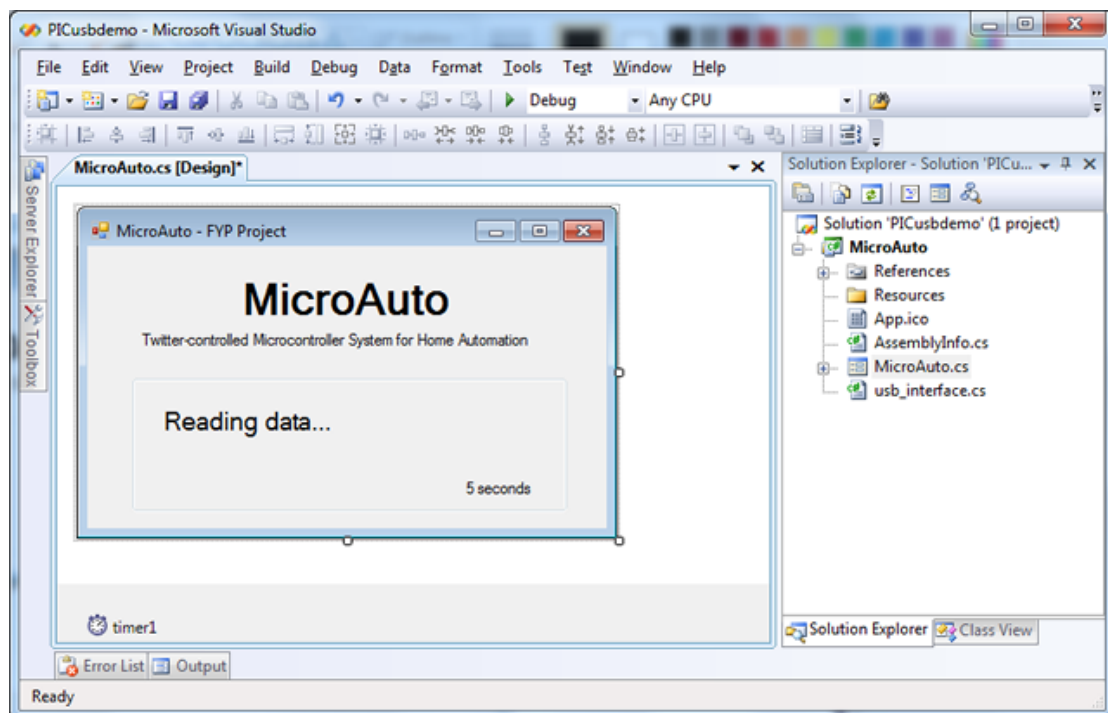 PICusbdemo - Microsoft Visual Studio
File Edit View Project Build Debug Data Format Tools Test Window Help
Debug Any CPU
MicroAuto.cs [Design]*
Server Explorer
Toolbox
MicroAuto - FYP Project
MicroAuto
Twitter-controlled Microcontroller System for Home Automation
Reading data...
5 seconds
timer1
Solution Explorer - Solution 'PICu...
Solution 'PICusbdemo' (1 project)
MicroAuto
References
Resources
App.ico
AssemblyInfo.cs
MicroAuto.cs
usb_interface.cs
Solution Explorer Class View
Error List Output
Ready